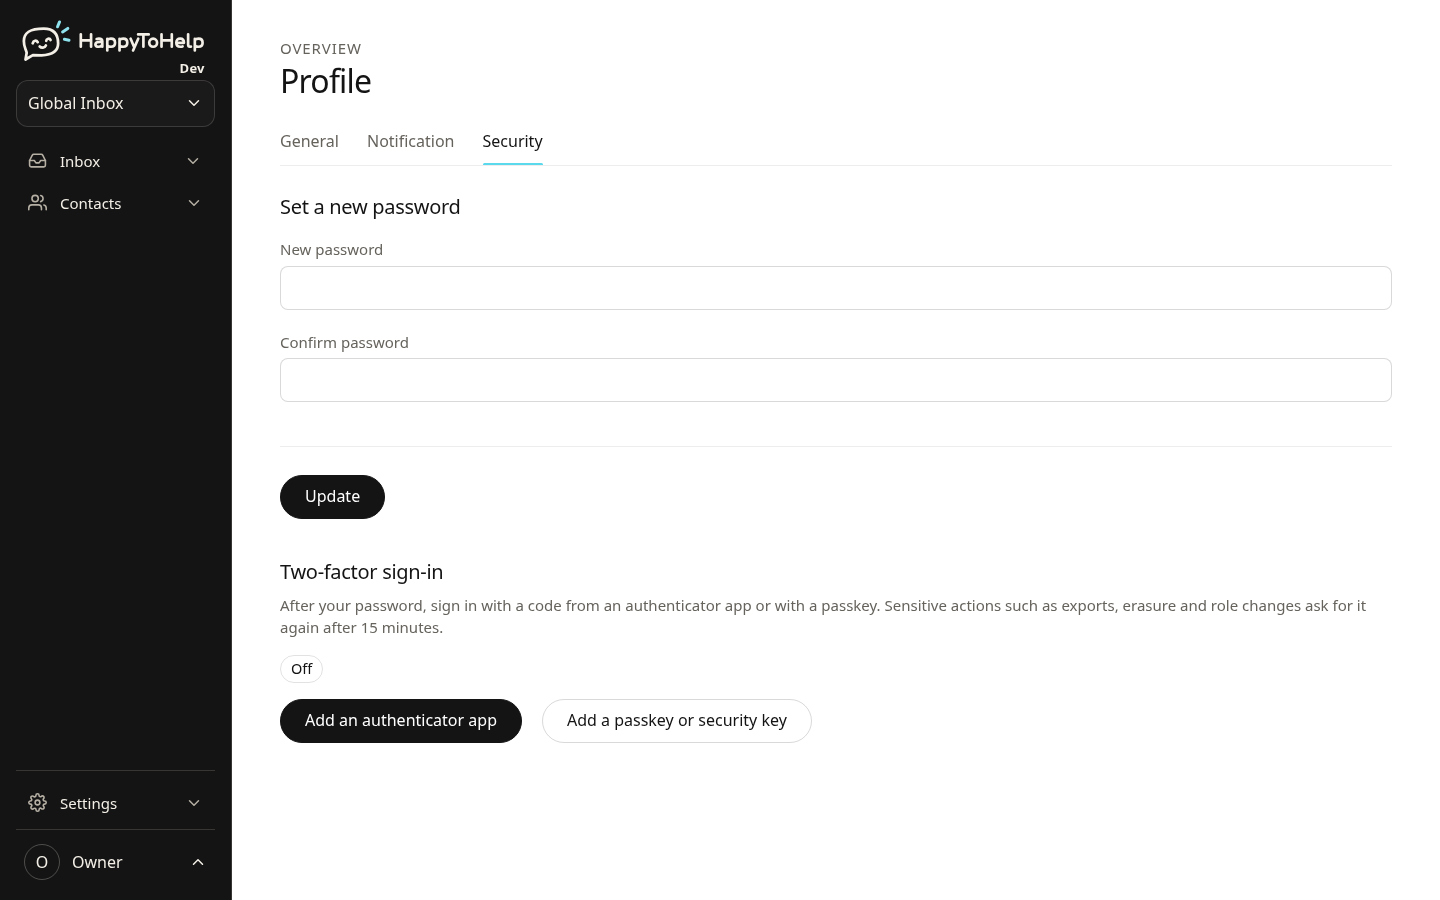 HappyToHelp
Dev
Global Inbox
Inbox
Contacts
Settings
O Owner
OVERVIEW
Profile
General Notification Security
Set a new password
New password
Confirm password
Update
Two-factor sign-in
After your password, sign in with a code from an authenticator app or with a passkey. Sensitive actions such as exports, erasure and role changes ask for it
again after 15 minutes.
Off
Add an authenticator app Add a passkey or security key